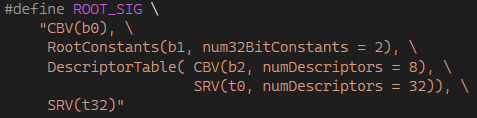 #define ROOT_SIG \
"CBV(b0), \
RootConstants(b1, num32BitConstants = 2), \
DescriptorTable( CBV(b2, numDescriptors = 8), \
SRV(t0, numDescriptors = 32)), \
SRV(t32)"